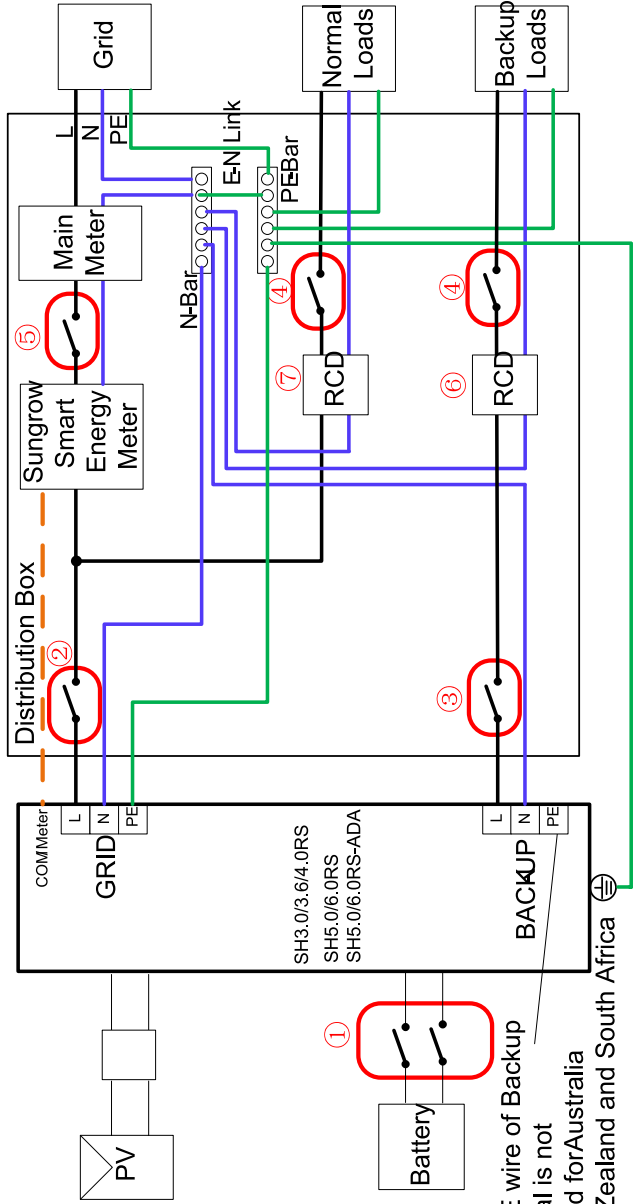 Grid
L
N
PE
Normal
Loads
Backup
Loads
Main
Meter
E-N Link
PE-Bar
N-Bar
⑤
④
④
Sungrow
Smart
Energy
Meter
⑦
RCD
⑥
RCD
Distribution Box
②
③
COMMeter
L
N
PE
GRID
SH3.0/3.6/4.0RS
SH5.0/6.0RS
SH5.0/6.0RS-ADA
L
N
PE
BACKUP
①
PV
Battery
wire of Backup
is not
forAustralia
Zealand and South Africa